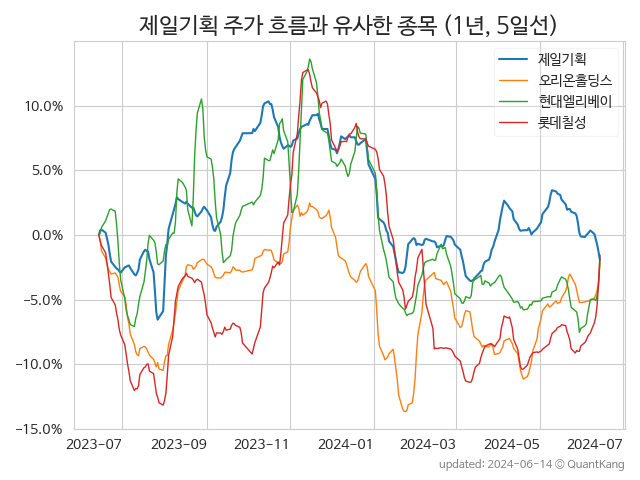 제일기획 주가 흐름과 유사한 종목 (1년, 5일선)
제일기획
오리온홀딩스
현대엘리베이
롯데칠성
10.0%
5.0%
0.0%
−5.0%
−10.0%
−15.0%
2023-07 2023-09 2023-11 2024-01 2024-03 2024-05 2024-07
updated: 2024-06-14 © QuantKang